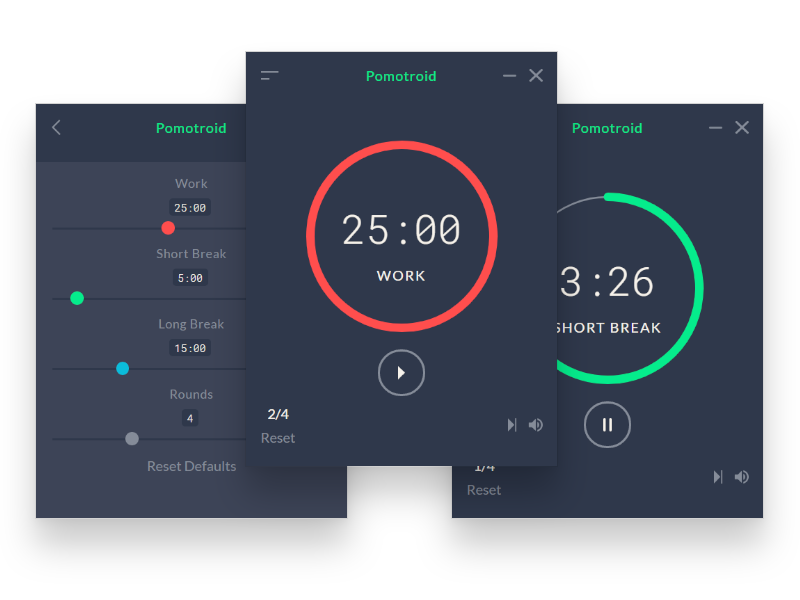 Pomotroid
Work
25:00
Short Break
5:00
Long Break
15:00
Rounds
4
Reset Defaults
Pomotroid
25:00
WORK
2/4
Reset
Pomotroid
3:26
SHORT BREAK
1/4
Reset